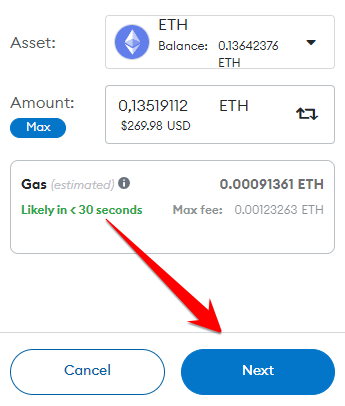 Asset:
ETH
Balance: 0.13642376
ETH
Amount:
Max
0,13519112 ETH
$269.98 USD
Gas (estimated) 0.00091361 ETH
Likely in < 30 seconds Max fee: 0.00123263 ETH
Cancel
Next